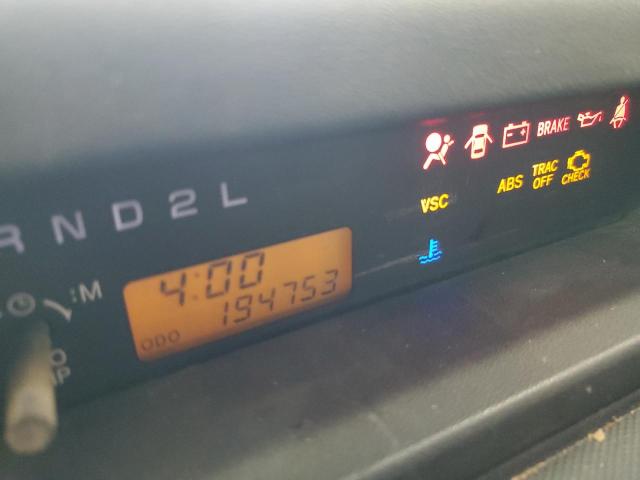 BRAKE
TRAC
OFF
ABS
CHECK
VSC
R N D 2 L
4:00
:M
194753
ODO